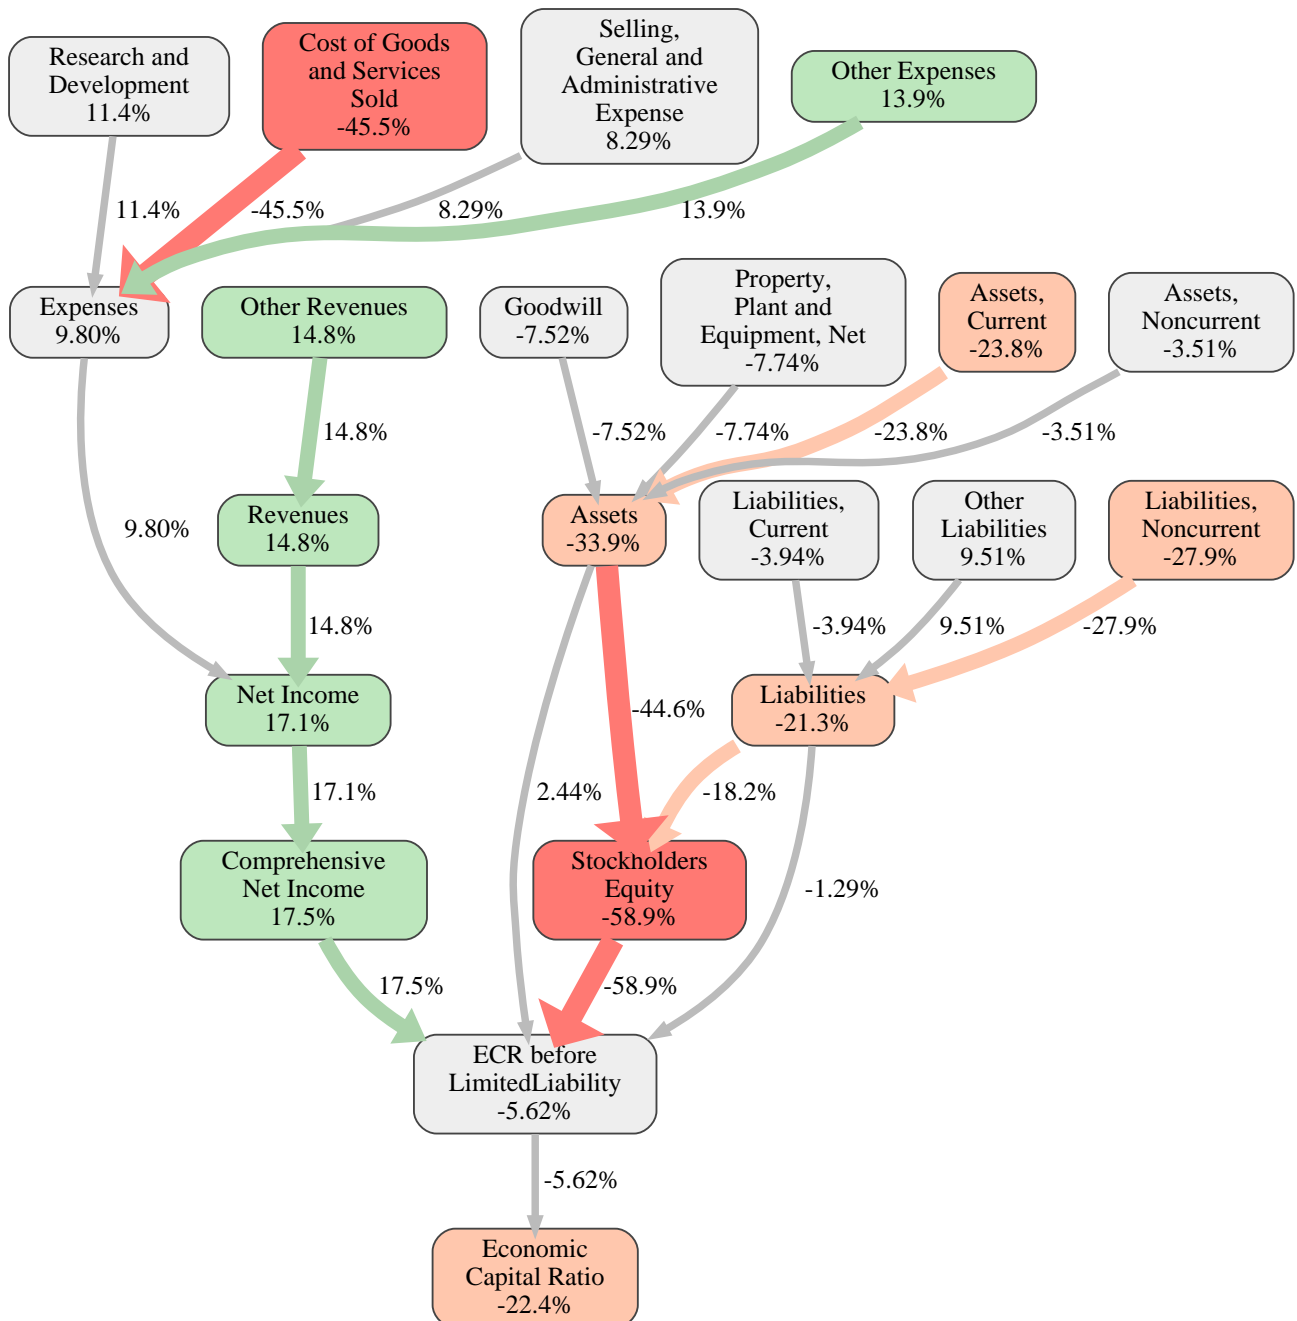 Research and
Development
11.4%
Cost of Goods
and Services
Sold
-45.5%
Selling,
General and
Administrative
Expense
8.29%
Other Expenses
13.9%
11.4%
-45.5%
8.29%
13.9%
Expenses
9.80%
Other Revenues
14.8%
Goodwill
-7.52%
Property,
Plant and
Equipment, Net
-7.74%
Assets,
Current
-23.8%
Assets,
Noncurrent
-3.51%
14.8%
-7.52%
-7.74%
-23.8%
-3.51%
9.80%
Revenues
14.8%
Assets
-33.9%
Liabilities,
Current
-3.94%
Other
Liabilities
9.51%
Liabilities,
Noncurrent
-27.9%
14.8%
-3.94%
9.51%
-27.9%
Net Income
17.1%
-44.6%
Liabilities
-21.3%
17.1%
2.44%
-18.2%
Comprehensive
Net Income
17.5%
Stockholders
Equity
-58.9%
-1.29%
17.5%
-58.9%
ECR before
LimitedLiability
-5.62%
-5.62%
Economic
Capital Ratio
-22.4%